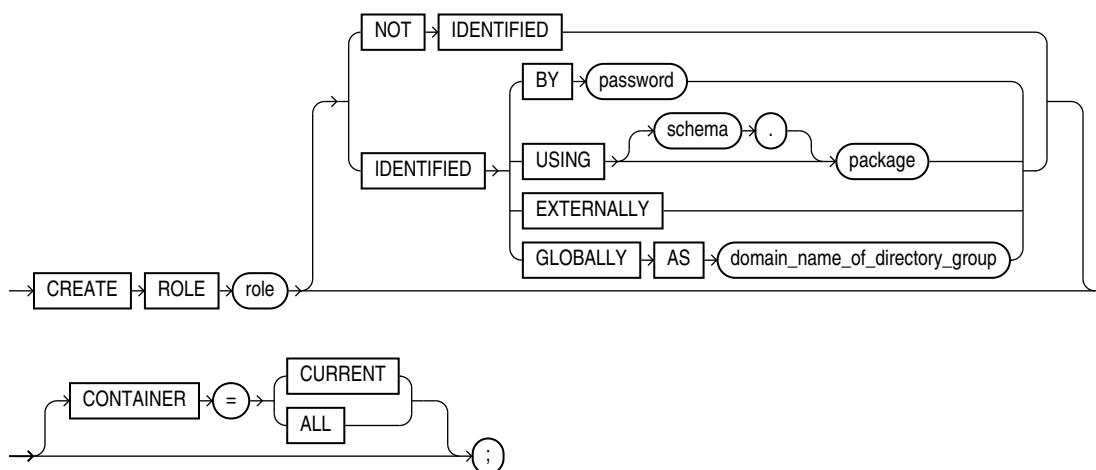 NOT IDENTIFIED
BY password
schema .
IDENTIFIED USING package
EXTERNALLY
GLOBALLY AS domain_name_of_directory_group
CREATE ROLE role
CURRENT
CONTAINER =
ALL
;